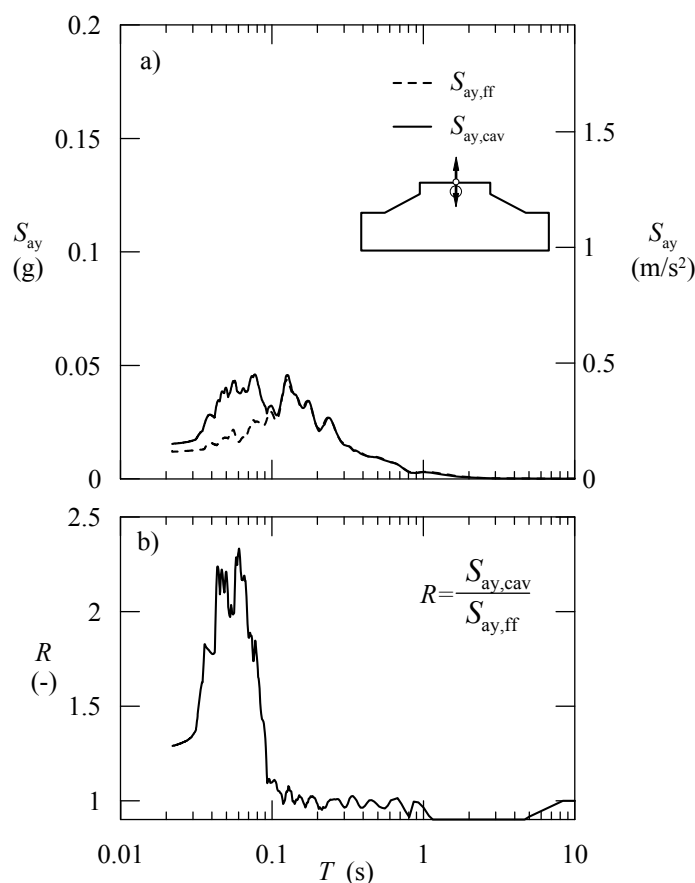 a)
0.2
0.15
0.1
0.05
0
S_ay
(g)
S_ay,ff
S_ay,cav
1.5
1
0.5
0
S_ay
(m/s²)
b)
2.5
2
1.5
1
R
(-)
R = S_ay,cav / S_ay,ff
0.01 0.1 1 10
T (s)